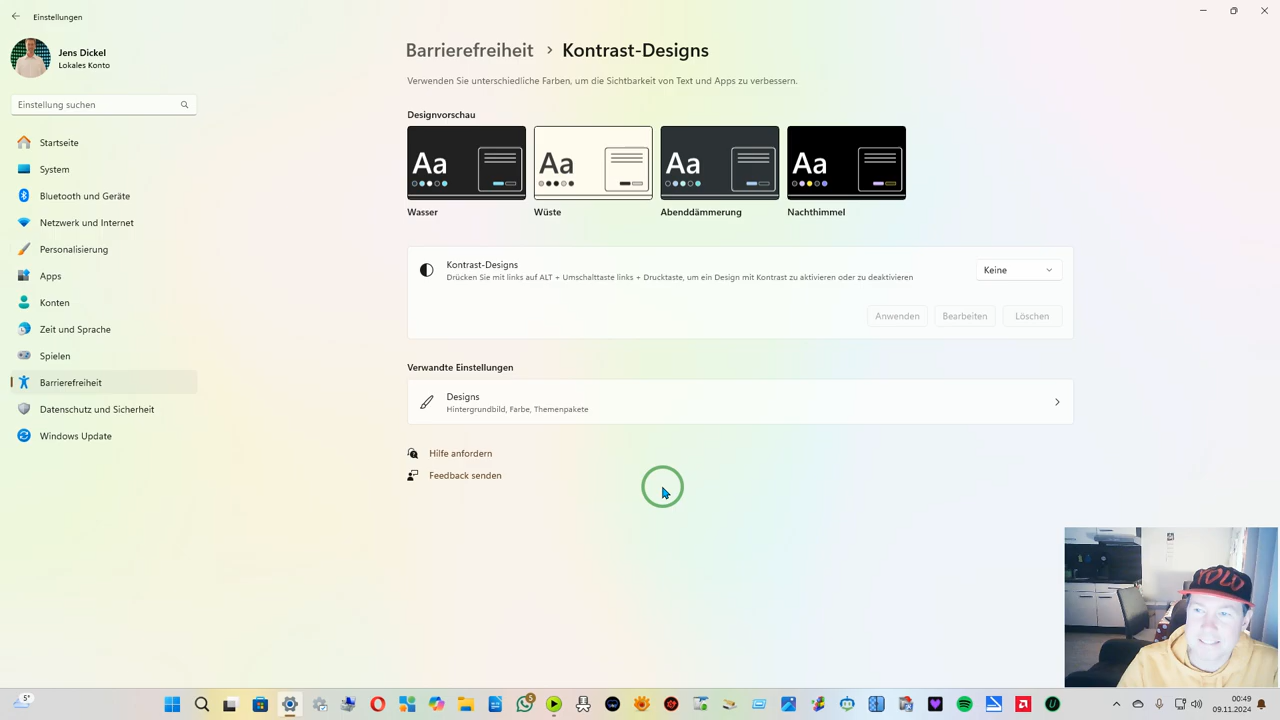 Einstellungen
Jens Dickel
Lokales Konto
Einstellung suchen
Startseite
System
Bluetooth und Geräte
Netzwerk und Internet
Personalisierung
Apps
Konten
Zeit und Sprache
Spielen
Barrierefreiheit
Datenschutz und Sicherheit
Windows Update
Barrierefreiheit > Kontrast-Designs
Verwenden Sie unterschiedliche Farben, um die Sichtbarkeit von Text und Apps zu verbessern.
Designvorschau
Aa Aa Aa Aa
Wasser Wüste Abenddämmerung Nachthimmel
Kontrast-Designs
Drücken Sie mit links auf ALT + Umschalttaste links + Drucktaste, um ein Design mit Kontrast zu aktivieren oder zu deaktivieren
Keine
Anwenden Bearbeiten Löschen
Verwandte Einstellungen
Designs
Hintergrundbild, Farbe, Themenpakete
Hilfe anfordern
Feedback senden
YOLO
5°
5
00:49
09.11.2024